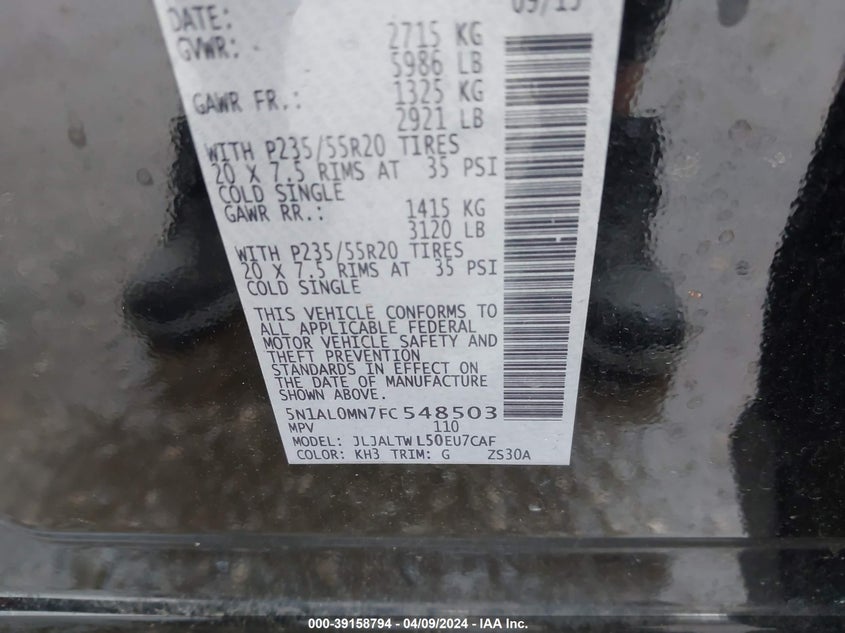 DATE: 09/15
GVWR: 2715 KG
5986 LB
GAWR FR.: 1325 KG
2921 LB
WITH P235/55R20 TIRES
20 X 7.5 RIMS AT 35 PSI
COLD SINGLE
GAWR RR.: 1415 KG
3120 LB
WITH P235/55R20 TIRES
20 X 7.5 RIMS AT 35 PSI
COLD SINGLE
THIS VEHICLE CONFORMS TO
ALL APPLICABLE FEDERAL
MOTOR VEHICLE SAFETY AND
THEFT PREVENTION
STANDARDS IN EFFECT ON
THE DATE OF MANUFACTURE
SHOWN ABOVE.
5N1AL0MN7FC548503
MPV 110
MODEL: JLJALTWL50EU7CAF
COLOR: KH3 TRIM: G ZS30A
000-39158794 - 04/09/2024 - IAA Inc.